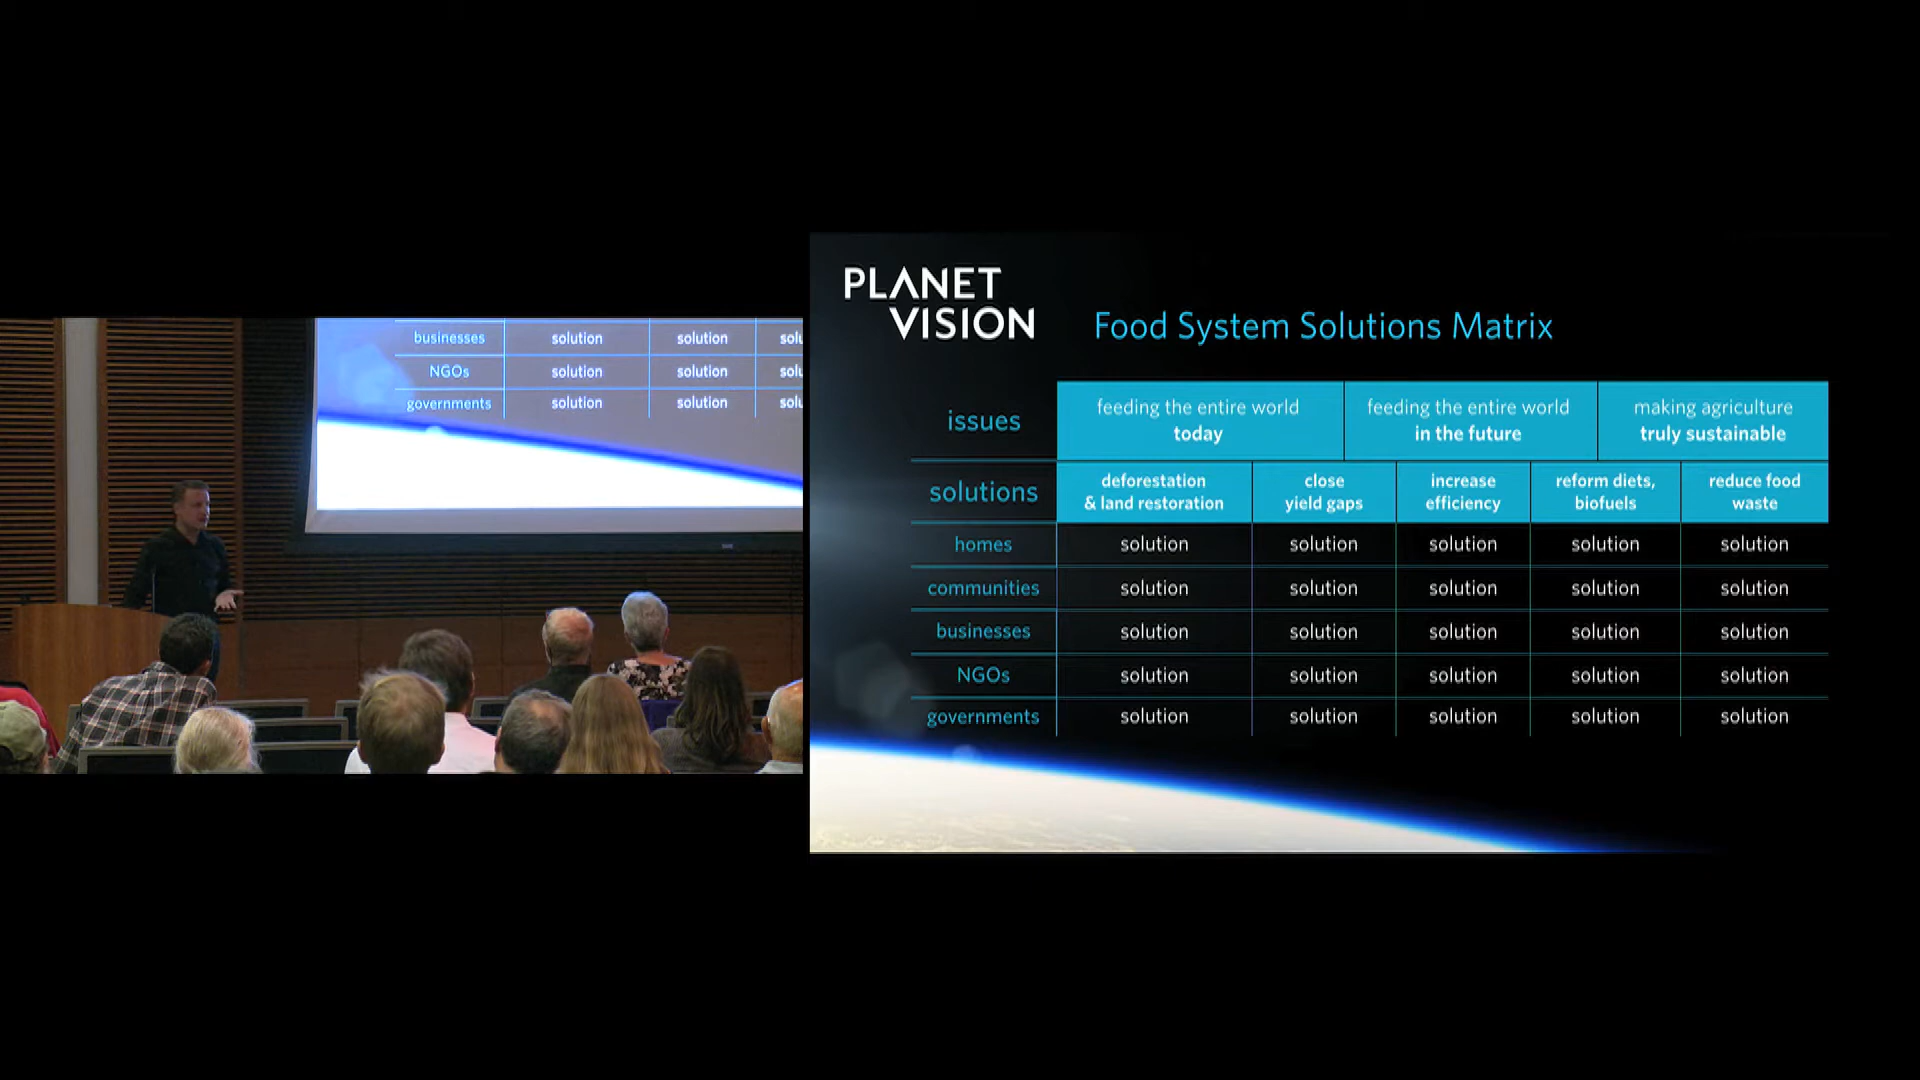 businesses solution solution solu
NGOs solution solution solu
governments solution solution solu
PLANET
VISION
Food System Solutions Matrix
issues
feeding the entire world
today
feeding the entire world
in the future
making agriculture
truly sustainable
solutions
deforestation
& land restoration
close
yield gaps
increase
efficiency
reform diets,
biofuels
reduce food
waste
homes solution solution solution solution solution
communities solution solution solution solution solution
businesses solution solution solution solution solution
NGOs solution solution solution solution solution
governments solution solution solution solution solution